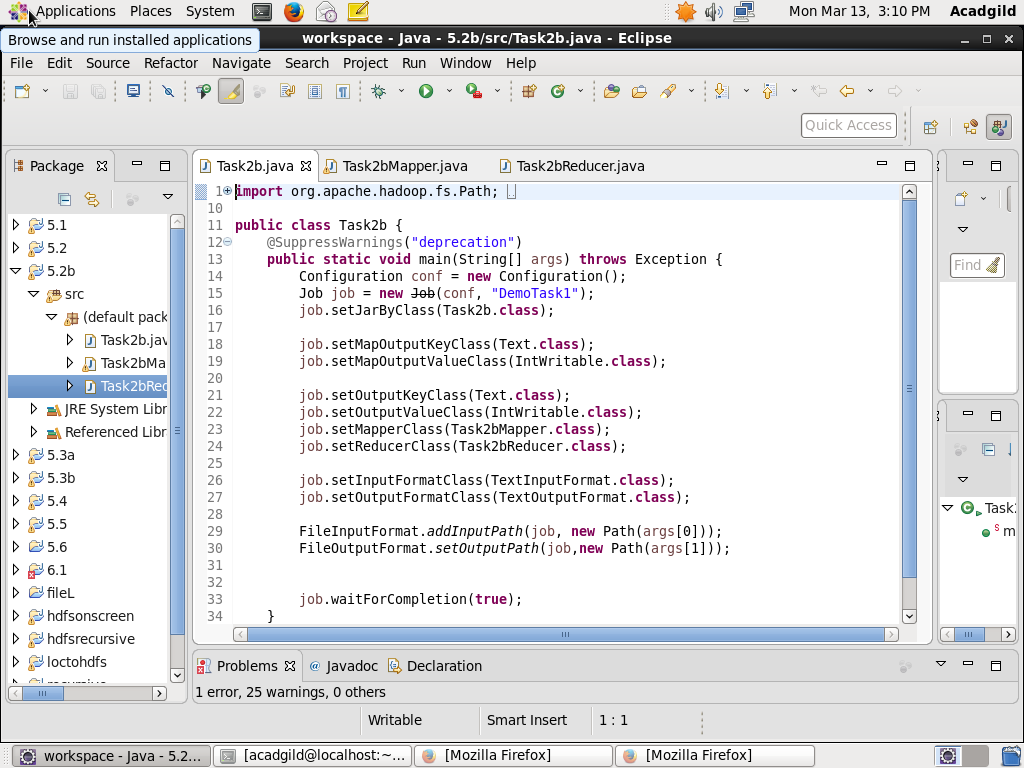 Applications Places System Mon Mar 13, 3:10 PM Acadgild
Browse and run installed applications
workspace - Java - 5.2b/src/Task2b.java - Eclipse
File Edit Source Refactor Navigate Search Project Run Window Help
Quick Access
Package
Task2b.java Task2bMapper.java Task2bReducer.java
5.1
5.2
5.2b
src
(default pack
Task2b.jav
Task2bMa
Task2bRed
JRE System Libr
Referenced Libr
5.3a
5.3b
5.4
5.5
5.6
6.1
fileL
hdfsonscreen
hdfsrecursive
loctohdfs
1 import org.apache.hadoop.fs.Path;
10
11 public class Task2b {
12 @SuppressWarnings("deprecation")
13 public static void main(String[] args) throws Exception {
14 Configuration conf = new Configuration();
15 Job job = new Job(conf, "DemoTask1");
16 job.setJarByClass(Task2b.class);
17
18 job.setMapOutputKeyClass(Text.class);
19 job.setMapOutputValueClass(IntWritable.class);
20
21 job.setOutputKeyClass(Text.class);
22 job.setOutputValueClass(IntWritable.class);
23 job.setMapperClass(Task2bMapper.class);
24 job.setReducerClass(Task2bReducer.class);
25
26 job.setInputFormatClass(TextInputFormat.class);
27 job.setOutputFormatClass(TextOutputFormat.class);
28
29 FileInputFormat.addInputPath(job, new Path(args[0]));
30 FileOutputFormat.setOutputPath(job,new Path(args[1]));
31
32
33 job.waitForCompletion(true);
34 }
Find
Task2
S m
Problems @ Javadoc Declaration
1 error, 25 warnings, 0 others
Writable Smart Insert 1 : 1
workspace - Java - 5.2... [acadgild@localhost:~... [Mozilla Firefox] [Mozilla Firefox]